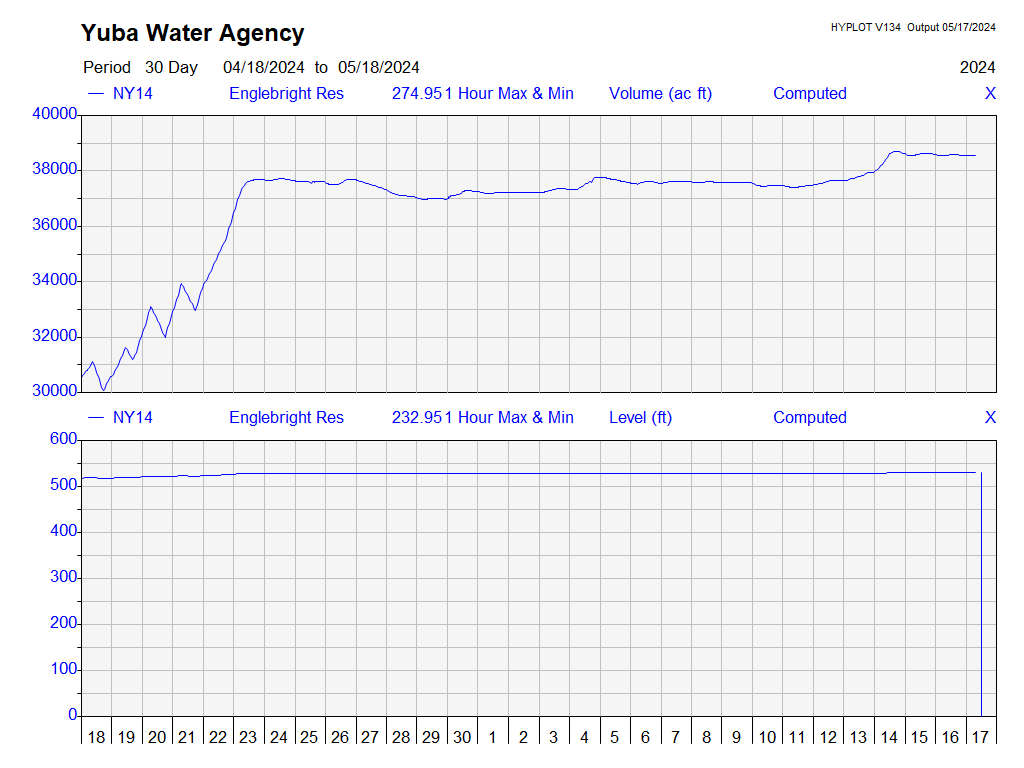 Yuba Water Agency
HYPLOT V134 Output 05/17/2024
Period 30 Day 04/18/2024 to 05/18/2024 2024
NY14 Englebright Res 274.951 Hour Max & Min Volume (ac ft) Computed X
40000
38000
36000
34000
32000
30000
NY14 Englebright Res 232.951 Hour Max & Min Level (ft) Computed X
600
500
400
300
200
100
0
18 19 20 21 22 23 24 25 26 27 28 29 30 1 2 3 4 5 6 7 8 9 10 11 12 13 14 15 16 17